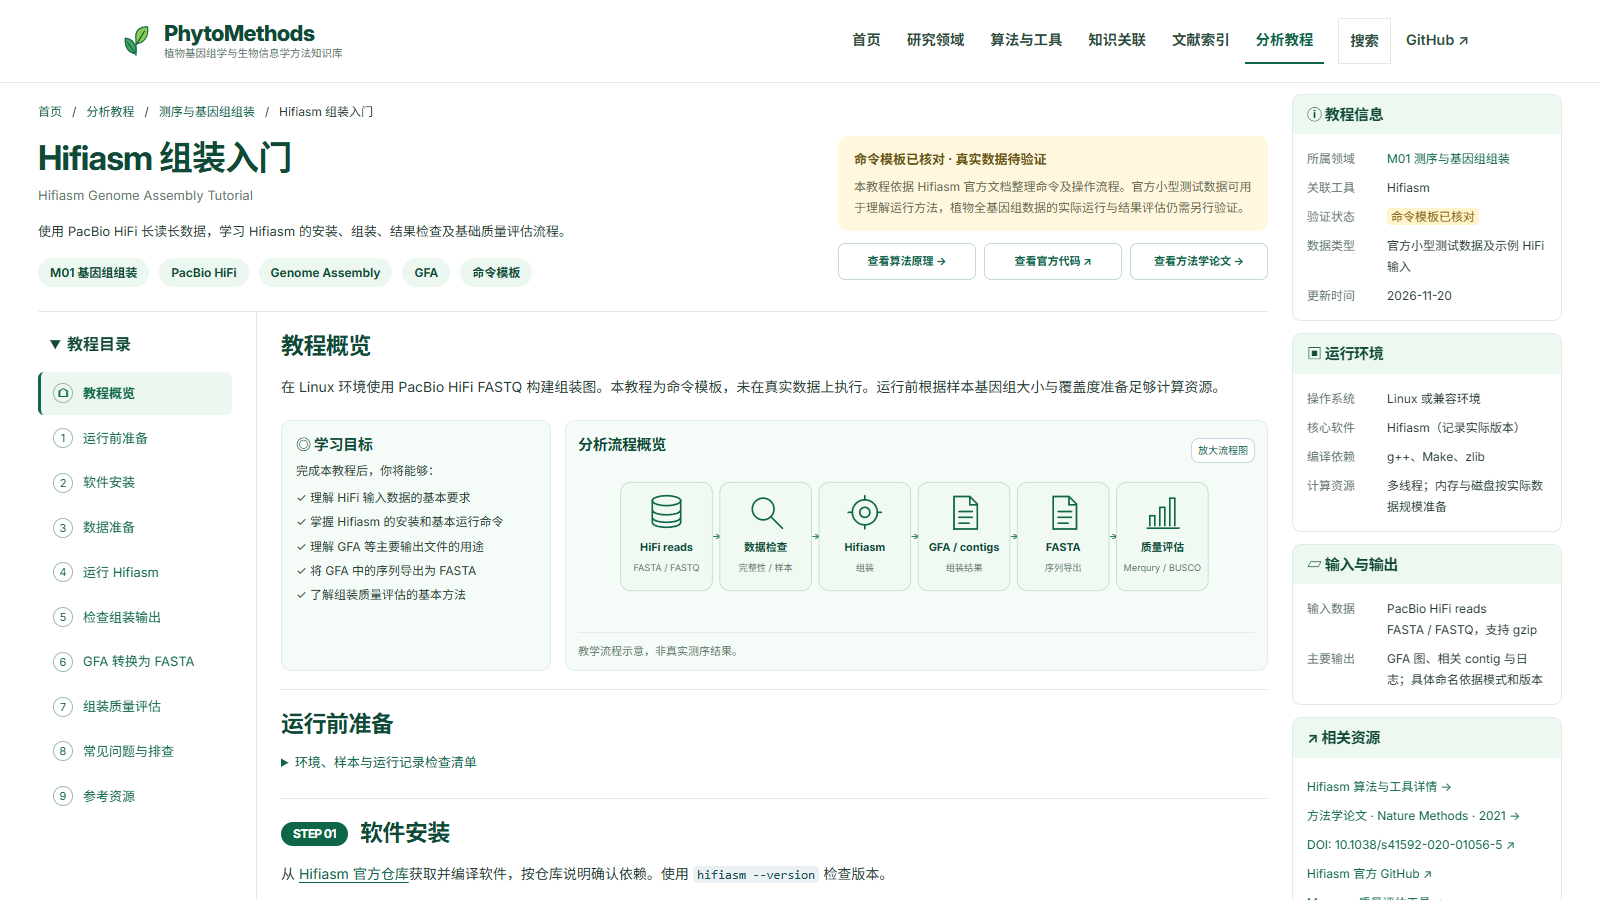 PhytoMethods
植物基因组学与生物信息学方法知识库
首页 研究领域 算法与工具 知识关联 文献索引 分析教程 搜索 GitHub ↗
首页 / 分析教程 / 测序与基因组组装 / Hifiasm 组装入门
Hifiasm 组装入门
Hifiasm Genome Assembly Tutorial
使用 PacBio HiFi 长读长数据，学习 Hifiasm 的安装、组装、结果检查及基础质量评估流程。
M01 基因组组装 PacBio HiFi Genome Assembly GFA 命令模板
命令模板已核对 · 真实数据待验证
本教程依据 Hifiasm 官方文档整理命令及操作流程。官方小型测试数据可用
于理解运行方法，植物全基因组数据的实际运行与结果评估仍需另行验证。
查看算法原理 → 查看官方代码 ↗ 查看方法学论文 →
▼ 教程目录
教程概览
1 运行前准备
2 软件安装
3 数据准备
4 运行 Hifiasm
5 检查组装输出
6 GFA 转换为 FASTA
7 组装质量评估
8 常见问题与排查
9 参考资源
教程概览
在 Linux 环境使用 PacBio HiFi FASTQ 构建组装图。本教程为命令模板，未在真实数据上执行。运行前根据样本基因组大小与覆盖度准备足够计算资源。
◎ 学习目标
完成本教程后，你将能够：
✓ 理解 HiFi 输入数据的基本要求
✓ 掌握 Hifiasm 的安装和基本运行命令
✓ 理解 GFA 等主要输出文件的用途
✓ 将 GFA 中的序列导出为 FASTA
✓ 了解组装质量评估的基本方法
分析流程概览
放大流程图
HiFi reads → 数据检查 → Hifiasm → GFA / contigs → FASTA → 质量评估
FASTA / FASTQ 完整性 / 样本 组装 组装结果 序列导出 Merqury / BUSCO
教学流程示意，非真实测序结果。
运行前准备
▶ 环境、样本与运行记录检查清单
STEP 01 软件安装
从 Hifiasm 官方仓库获取并编译软件，按仓库说明确认依赖。使用 hifiasm --version 检查版本。
ⓘ 教程信息
所属领域 M01 测序与基因组组装
关联工具 Hifiasm
验证状态 命令模板已核对
数据类型 官方小型测试数据及示例 HiFi
输入
更新时间 2026-11-20
▣ 运行环境
操作系统 Linux 或兼容环境
核心软件 Hifiasm（记录实际版本）
编译依赖 g++、Make、zlib
计算资源 多线程；内存与磁盘按实际数
据规模准备
▱ 输入与输出
输入数据 PacBio HiFi reads
FASTA / FASTQ，支持 gzip
主要输出 GFA 图、相关 contig 与日
志；具体命名依据模式和版本
↗ 相关资源
Hifiasm 算法与工具详情 →
方法学论文 · Nature Methods · 2021 →
DOI: 10.1038/s41592-020-01056-5 ↗
Hifiasm 官方 GitHub ↗